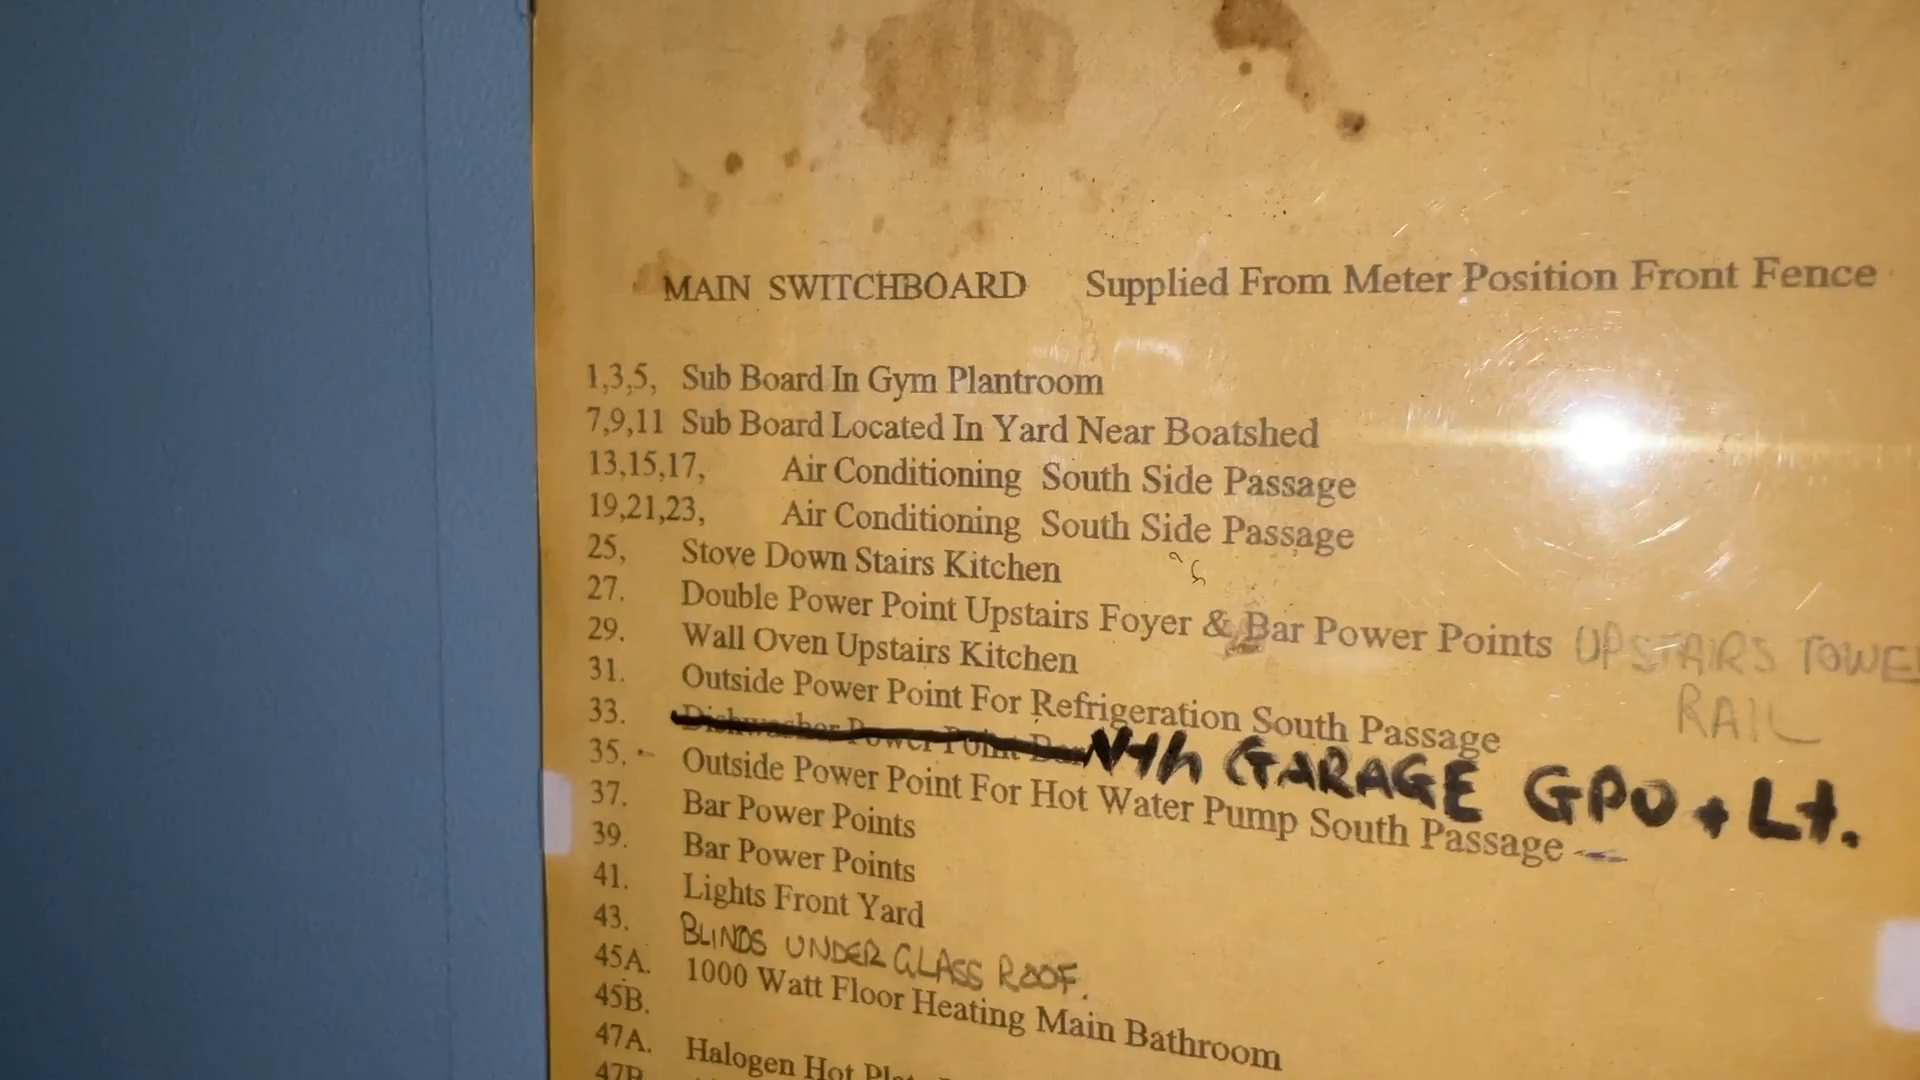 MAIN SWITCHBOARD Supplied From Meter Position Front Fence
1,3,5, Sub Board In Gym Plantroom
7,9,11 Sub Board Located In Yard Near Boatshed
13,15,17, Air Conditioning South Side Passage
19,21,23, Air Conditioning South Side Passage
25, Stove Down Stairs Kitchen
27. Double Power Point Upstairs Foyer & Bar Power Points UPSTAIRS TOWEL
RAIL
29. Wall Oven Upstairs Kitchen
31. Outside Power Point For Refrigeration South Passage
33. Dishwasher Power Point Bar Nth GARAGE GPO + Lt.
35. Outside Power Point For Hot Water Pump South Passage
37. Bar Power Points
39. Bar Power Points
41. Lights Front Yard
43. BLINDS UNDER GLASS ROOF.
45A. 1000 Watt Floor Heating Main Bathroom
45B.
47A. Halogen Hot
47B